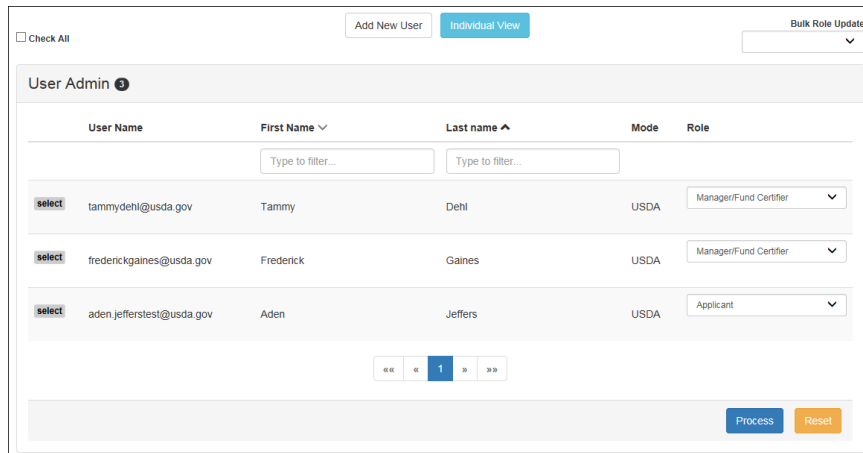 Add New User Individual View Bulk Role Update
Check All
User Admin 3
User Name First Name Last name Mode Role
Type to filter... Type to filter...
select tammydehl@usda.gov Tammy Dehl USDA Manager/Fund Certifier
select frederickgaines@usda.gov Frederick Gaines USDA Manager/Fund Certifier
select aden.jefferstest@usda.gov Aden Jeffers USDA Applicant
«« « 1 » »»
Process Reset